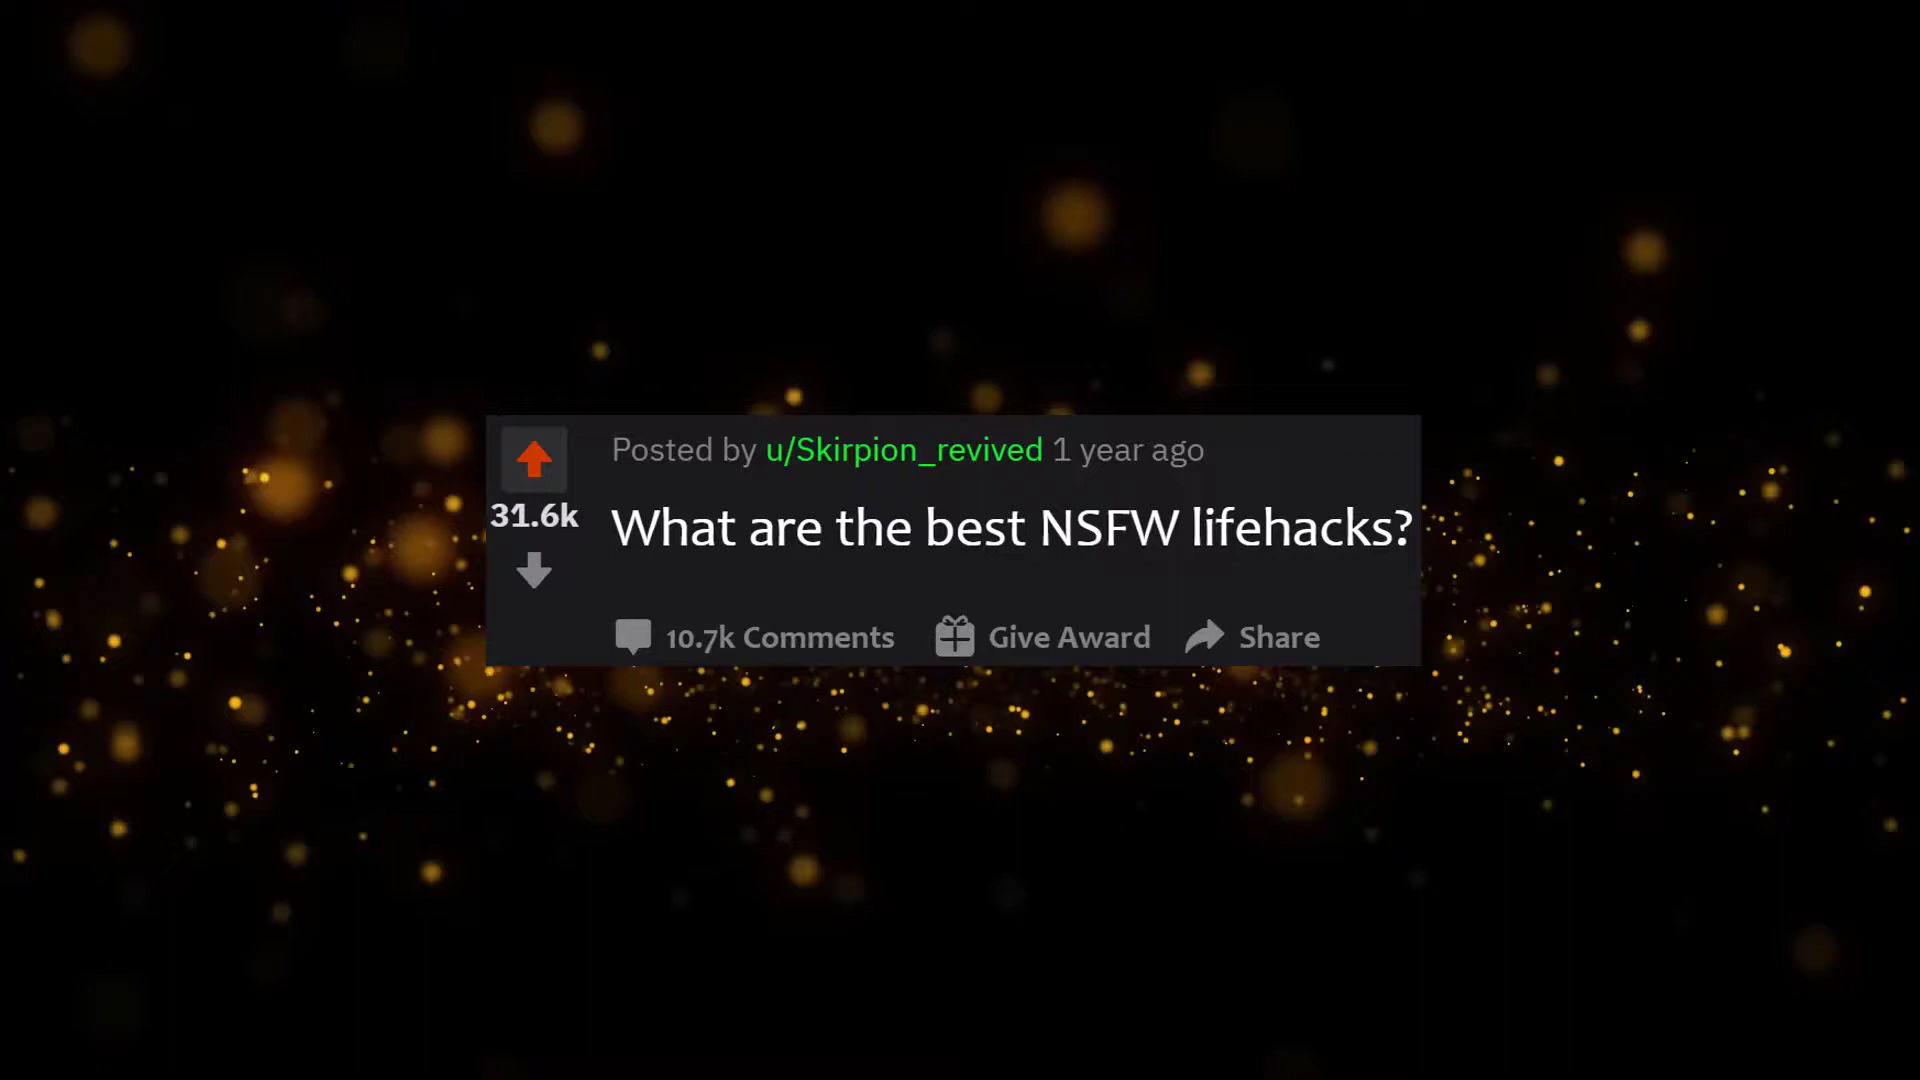 Posted by u/Skirpion_revived 1 year ago
31.6k
What are the best NSFW lifehacks?
10.7k Comments Give Award Share